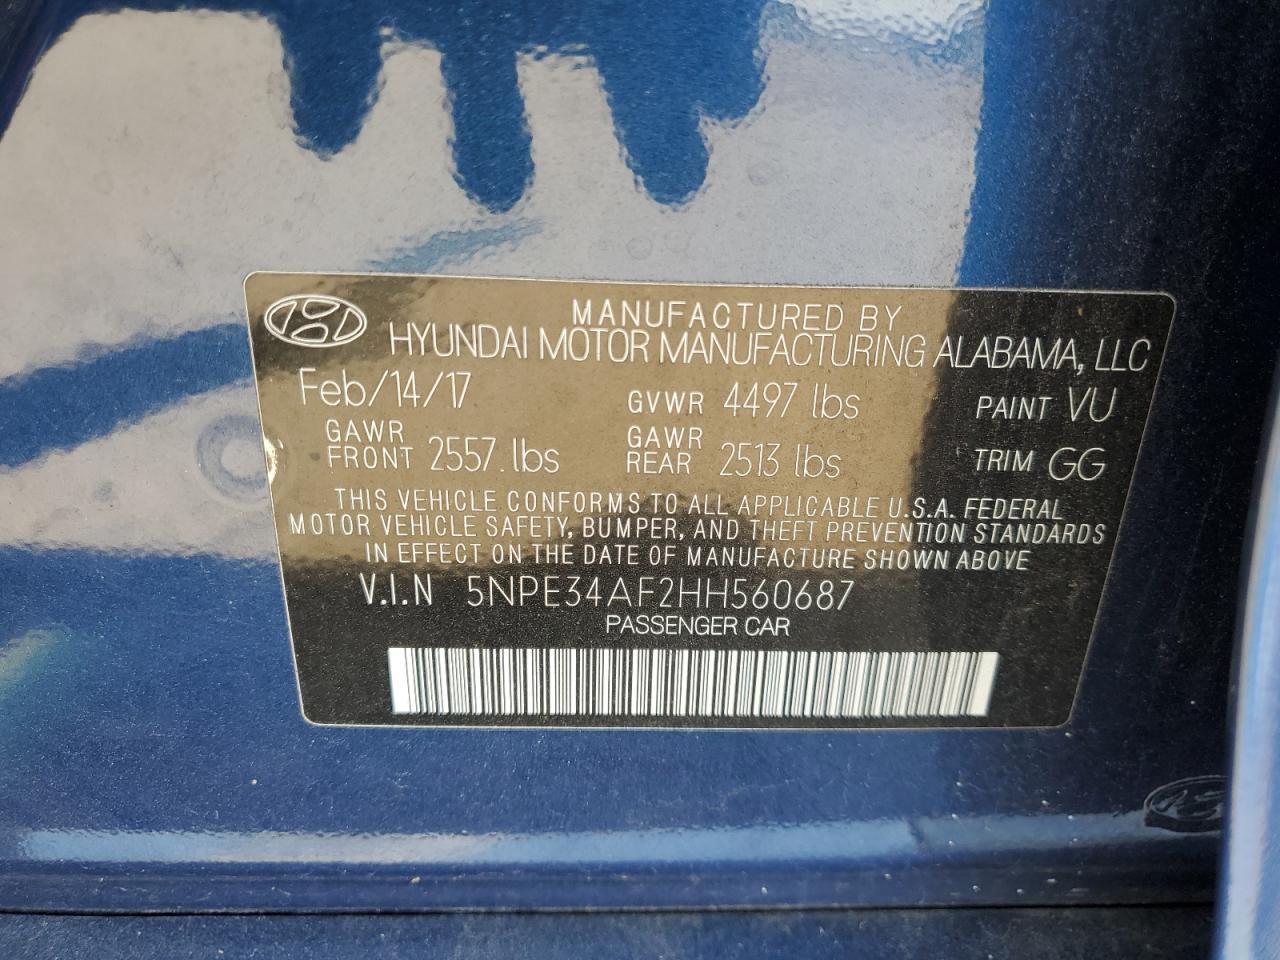 MANUFACTURED BY
HYUNDAI MOTOR MANUFACTURING ALABAMA, LLC
Feb/14/17 GVWR 4497 lbs PAINT VU
GAWR FRONT 2557 lbs GAWR REAR 2513 lbs TRIM GG
THIS VEHICLE CONFORMS TO ALL APPLICABLE U.S.A. FEDERAL
MOTOR VEHICLE SAFETY, BUMPER, AND THEFT PREVENTION STANDARDS
IN EFFECT ON THE DATE OF MANUFACTURE SHOWN ABOVE
V.I.N 5NPE34AF2HH560687
PASSENGER CAR